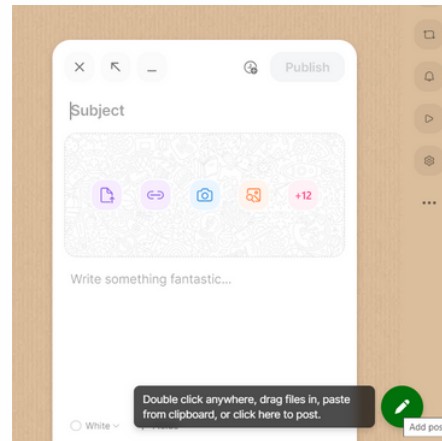 Publish
Subject
+12
Write something fantastic...
Double click anywhere, drag files in, paste
from clipboard, or click here to post.
White
Add pos